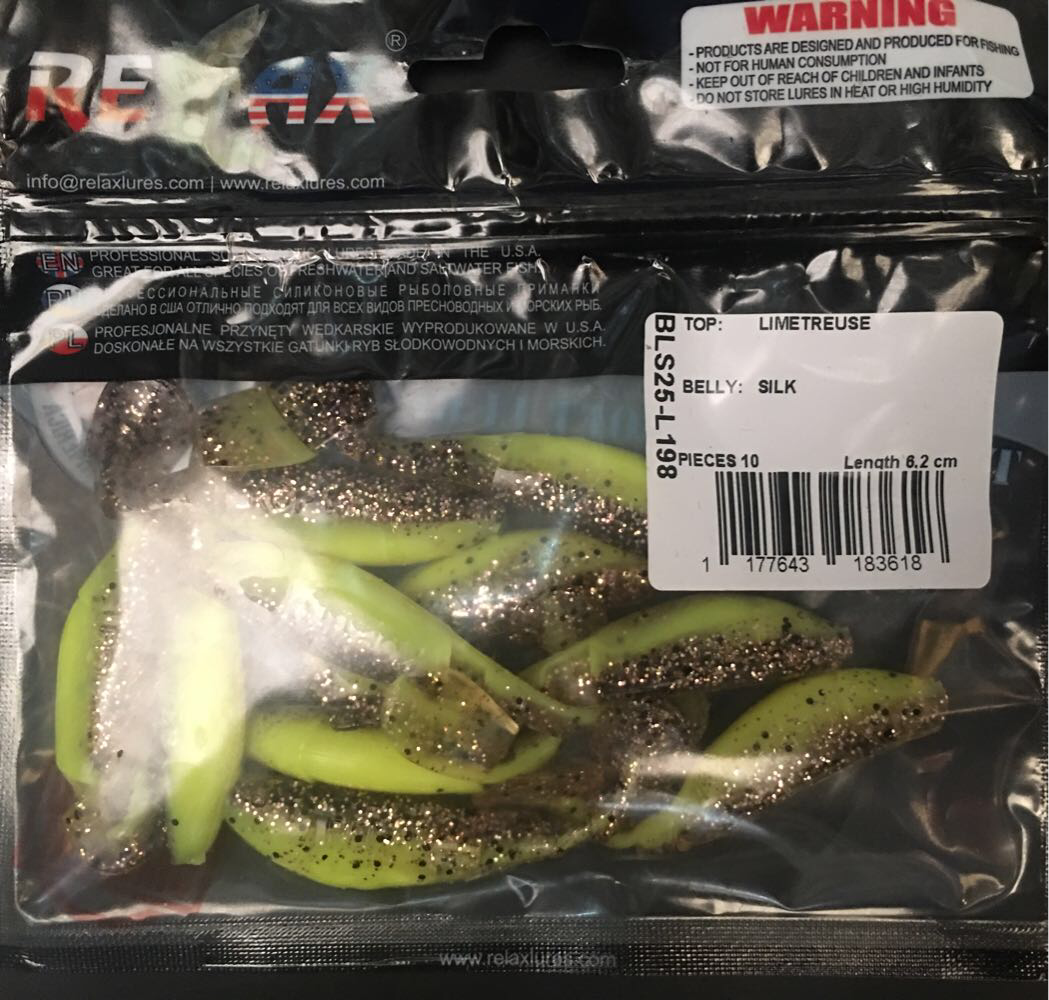 RELAX®
WARNING
- PRODUCTS ARE DESIGNED AND PRODUCED FOR FISHING
- NOT FOR HUMAN CONSUMPTION
- KEEP OUT OF REACH OF CHILDREN AND INFANTS
- DO NOT STORE LURES IN HEAT OR HIGH HUMIDITY
info@relaxlures.com | www.relaxlures.com
EN PROFESSIONAL THE U.S.A.
GREAT FOR ALL SPECIES OF FRESHWATER AND SALTWATER FISH
СИЛИКОНОВЫЕ РЫБОЛОВНЫЕ ПРИМАНКИ
СДЕЛАНО В США ОТЛИЧНО ПОДХОДЯТ ДЛЯ ВСЕХ ВИДОВ ПРЕСНОВОДНЫХ И МОРСКИХ РЫБ.
PL PROFESJONALNE PRZYNĘTY WĘDKARSKIE WYPRODUKOWANE W U.S.A.
DOSKONAŁE NA WSZYSTKIE GATUNKI RYB SŁODKOWODNYCH I MORSKICH.
BLS25-L198
TOP: LIMETREUSE
BELLY: SILK
PIECES 10 Length 6.2 cm
1 177643 183618
www.relaxlures.com